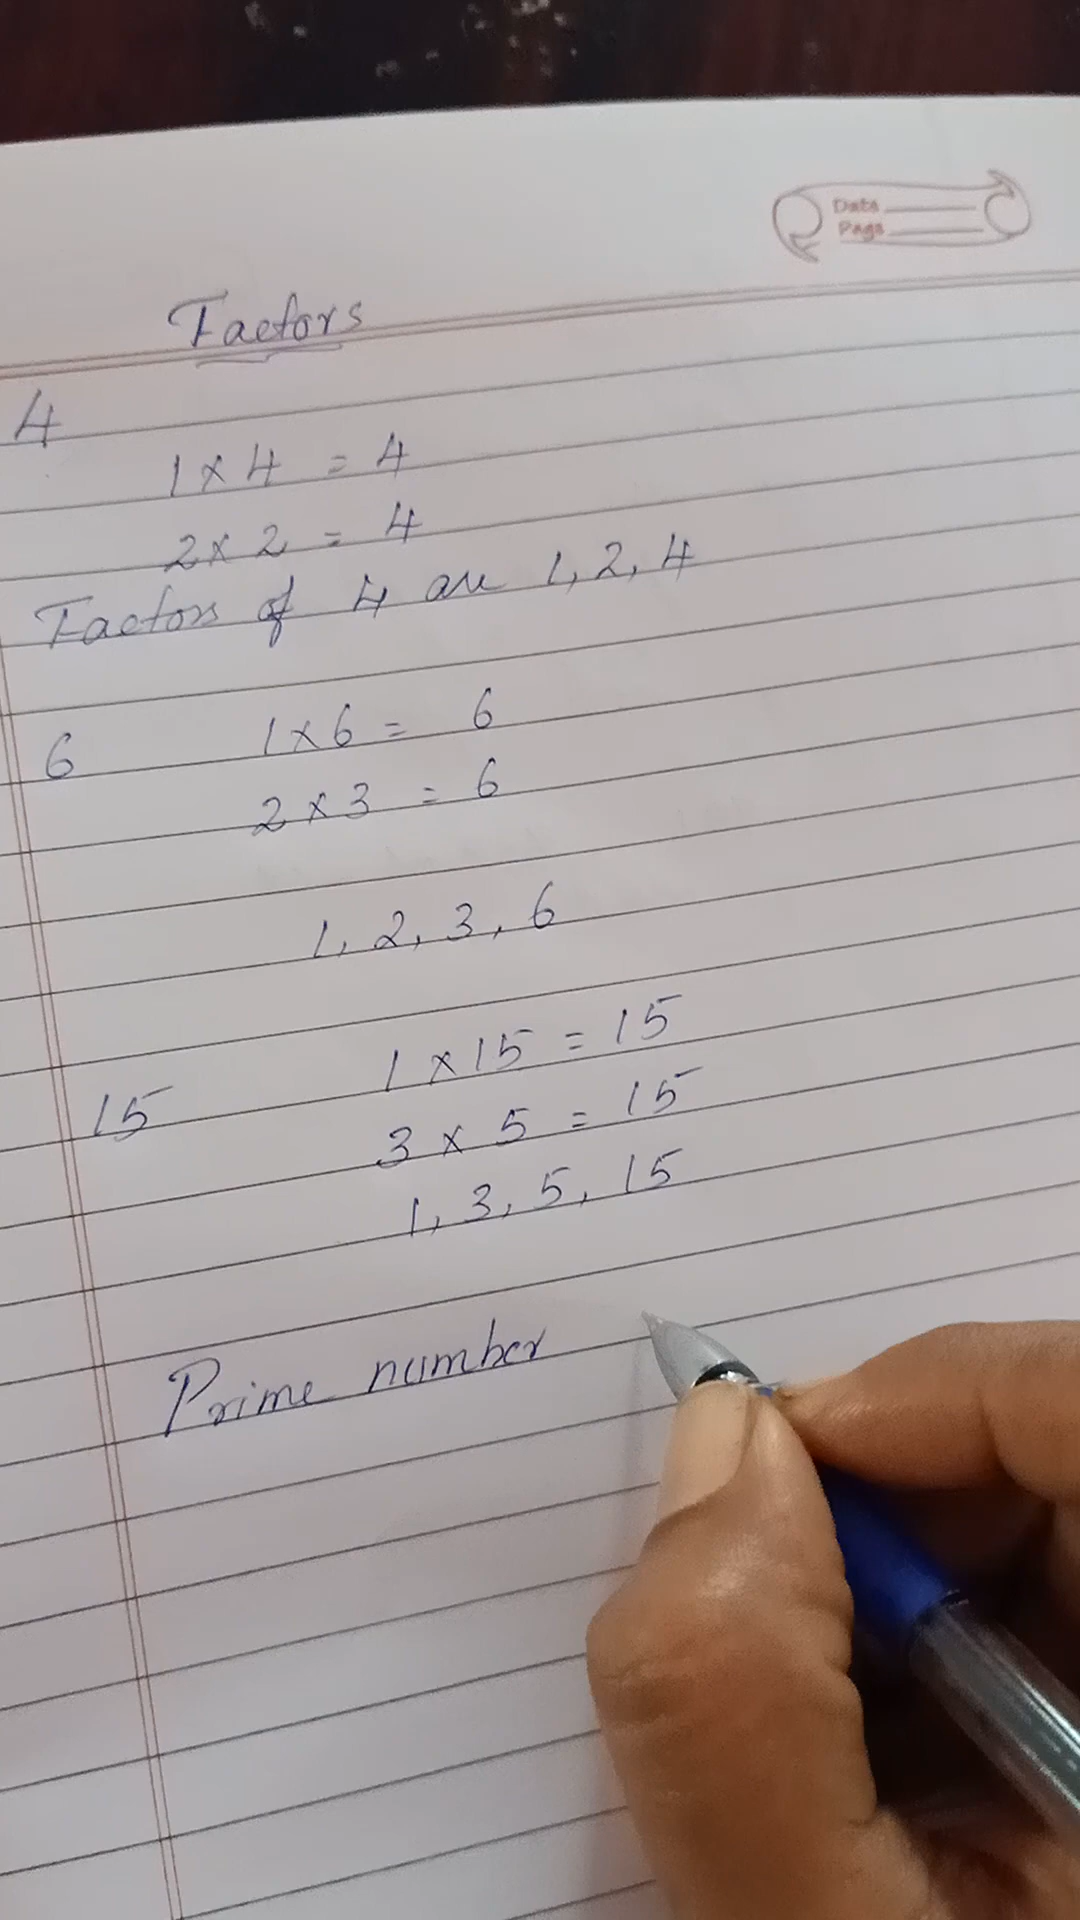 Date
Page
Factors
4
1 × 4 = 4
2 × 2 = 4
Factors of 4 are 1, 2, 4
6 1 × 6 = 6
2 × 3 = 6
1, 2, 3, 6
1 × 15 = 15
15
3 × 5 = 15
1, 3, 5, 15
Prime number